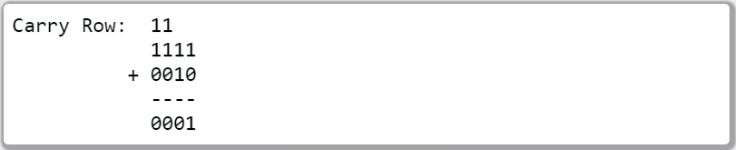 Carry Row:  11
            1111
          + 0010
            ----
            0001